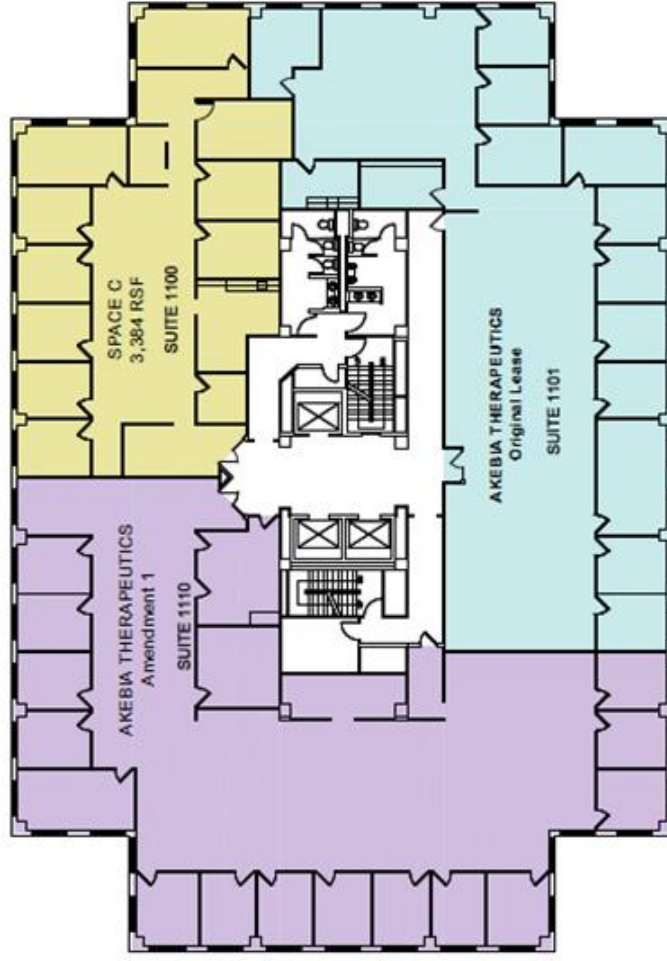 SPACE C
3,384 RSF
SUITE 1100
AKEBIA THERAPEUTICS
Original Lease
SUITE 1101
AKEBIA THERAPEUTICS
Amendment 1
SUITE 1110